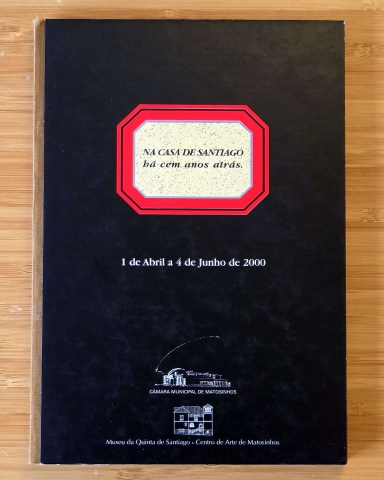 NA CASA DE SANTIAGO
há cem anos atrás.
1 de Abril a 4 de Junho de 2000
CÂMARA MUNICIPAL DE MATOSINHOS
Museu da Quinta de Santiago - Centro de Arte de Matosinhos